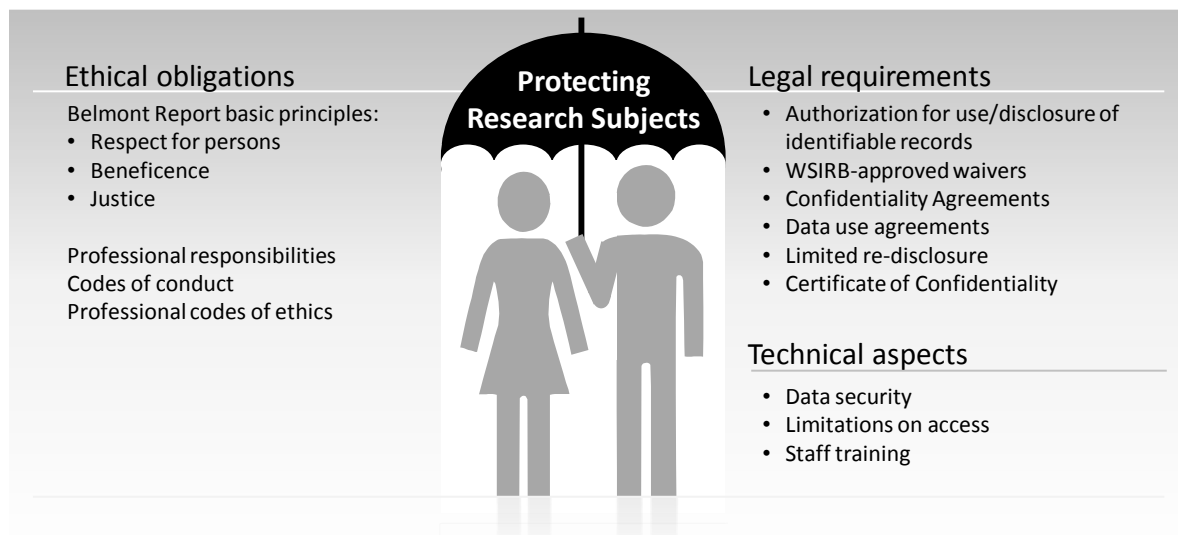 Ethical obligations
Belmont Report basic principles:
• Respect for persons
• Beneficence
• Justice
Professional responsibilities
Codes of conduct
Professional codes of ethics
Protecting
Research Subjects
Legal requirements
• Authorization for use/disclosure of
identifiable records
• WSIRB-approved waivers
• Confidentiality Agreements
• Data use agreements
• Limited re-disclosure
• Certificate of Confidentiality
Technical aspects
• Data security
• Limitations on access
• Staff training